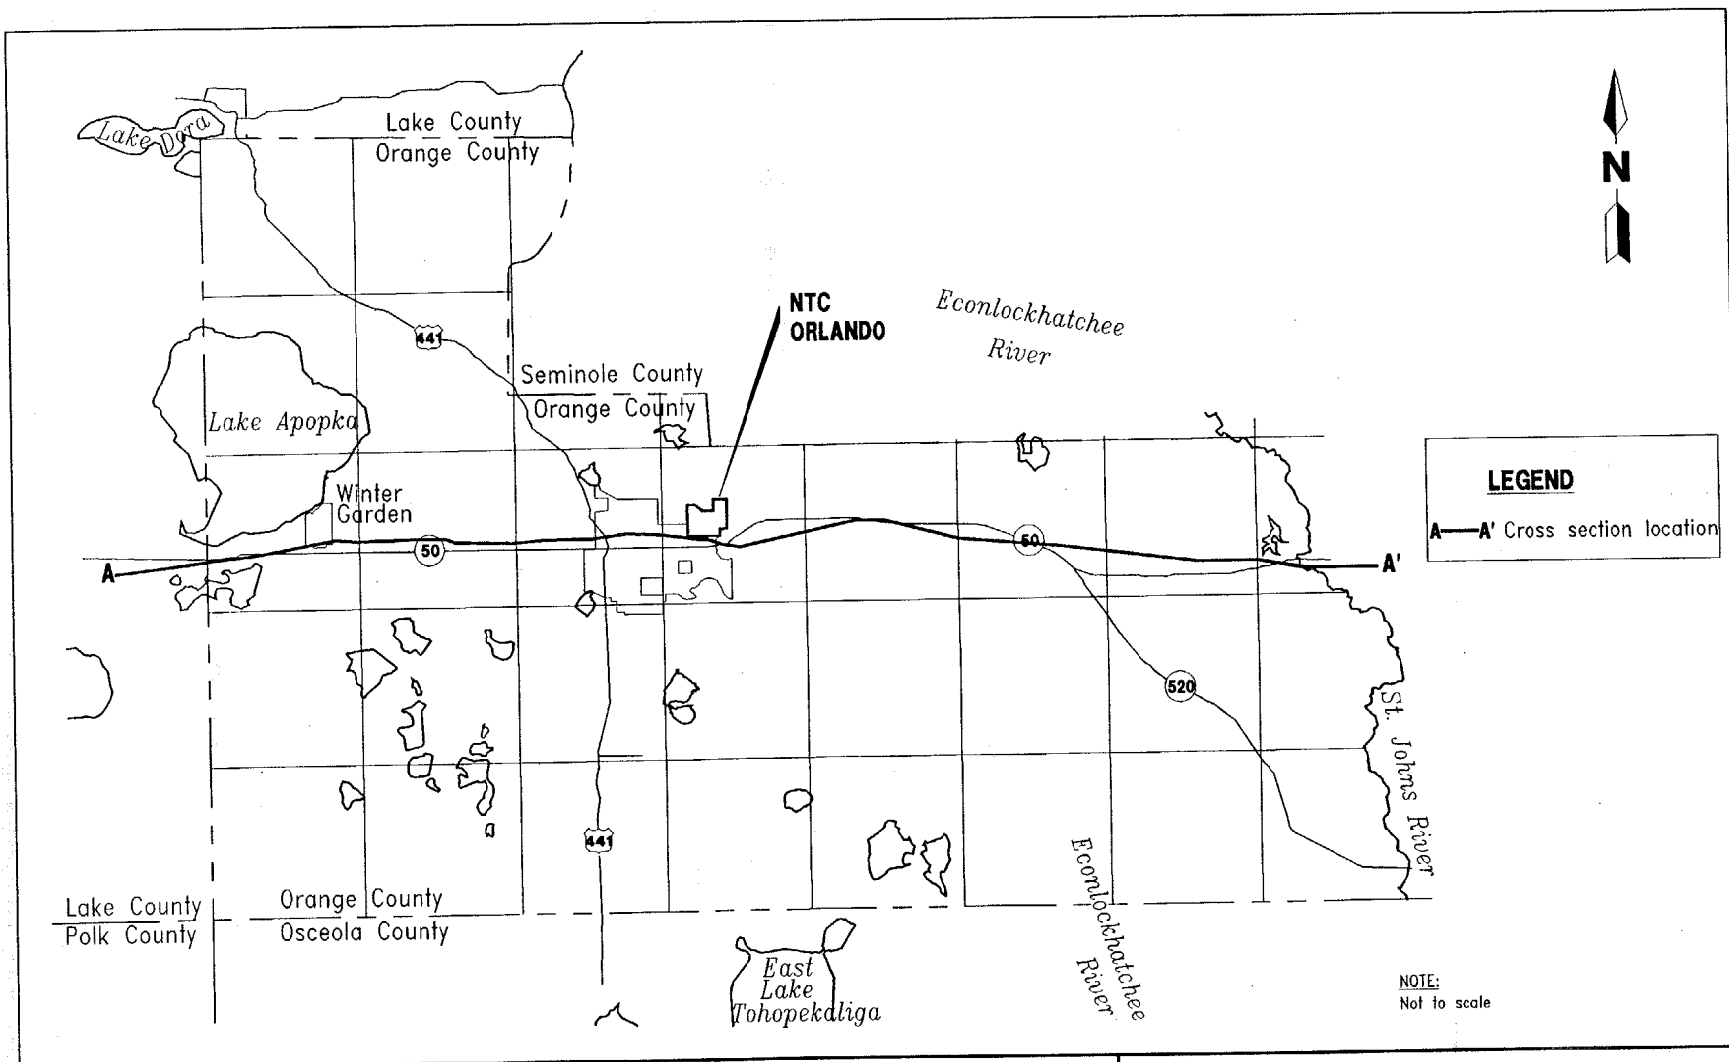 Lake Dora
Lake County
Orange County
N
NTC
ORLANDO
Econlockhatchee
River
441
Seminole County
Orange County
Lake Apopka
Winter
Garden
LEGEND
A A' Cross section location
A
50
50
A'
520
St. Johns River
441
Lake County
Polk County
Orange County
Osceola County
Econlockhatchee
River
East
Lake
Tohopekaliga
NOTE:
Not to scale